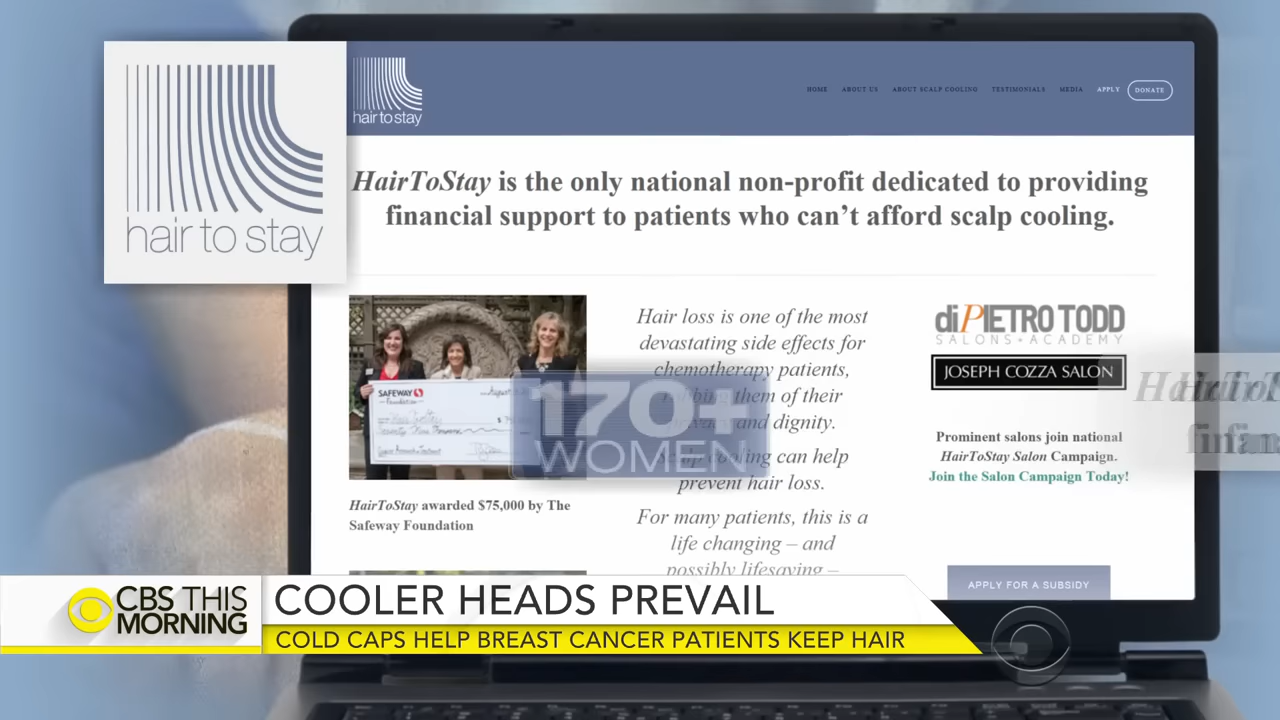 hair to stay
hair to stay
HOME ABOUT US ABOUT SCALP COOLING TESTIMONIALS MEDIA APPLY DONATE
HairToStay is the only national non-profit dedicated to providing
financial support to patients who can't afford scalp cooling.
SAFEWAY
Foundation
August
HairToStay awarded $75,000 by The
Safeway Foundation
Hair loss is one of the most
devastating side effects for
chemotherapy patients,
them of their
and dignity.
cooling can help
prevent hair loss.
For many patients, this is a
life changing – and
possibly lifesaving –
170+
WOMEN
diPIETRO TODD
SALONS • ACADEMY
JOSEPH COZZA SALON
Prominent salons join national
HairToStay Salon Campaign.
Join the Salon Campaign Today!
APPLY FOR A SUBSIDY
CBS THIS
MORNING
COOLER HEADS PREVAIL
COLD CAPS HELP BREAST CANCER PATIENTS KEEP HAIR